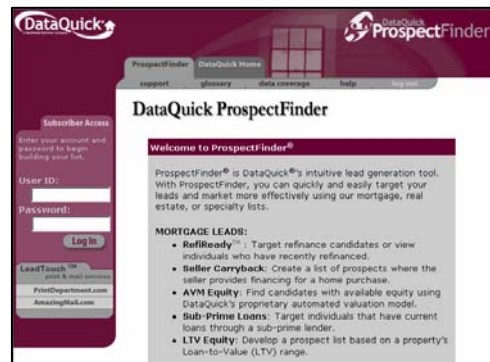 DataQuick
DataQuick
ProspectFinder
ProspectFinder DataQuick Home
support glossary data coverage help log out
DataQuick ProspectFinder
Subscriber Access
Enter your account and
password to begin
building your list.
User ID:
Password:
Log In
LeadTouch ™
print & mail services
PrintDepartment.com
AmazingMail.com
Welcome to ProspectFinder®
ProspectFinder® is DataQuick®'s intuitive lead generation tool.
With ProspectFinder, you can quickly and easily target your
leads and market more effectively using our mortgage, real
estate, or specialty lists.
MORTGAGE LEADS:
• RefiReady™ : Target refinance candidates or view
individuals who have recently refinanced.
• Seller Carryback: Create a list of prospects where the
seller provides financing for a home purchase.
• AVM Equity: Find candidates with available equity using
DataQuick's proprietary automated valuation model.
• Sub-Prime Loans: Target individuals that have current
loans through a sub-prime lender.
• LTV Equity: Develop a prospect list based on a property's
Loan-to-Value (LTV) range.